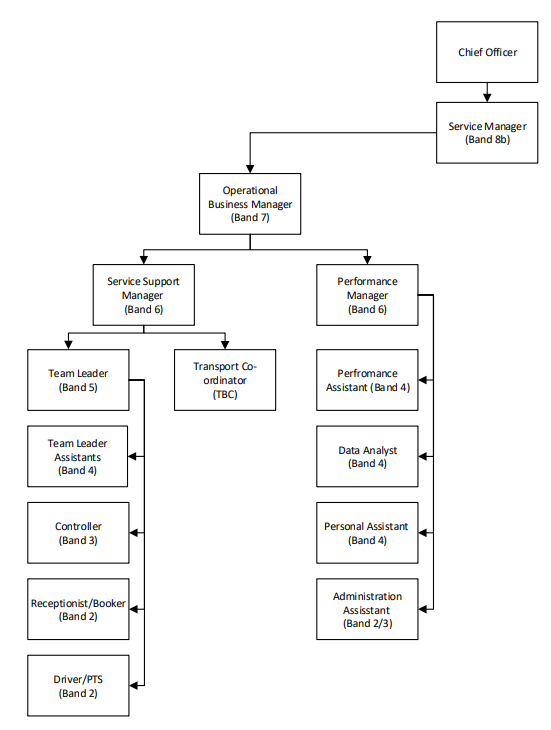 Chief Officer
Service Manager
(Band 8b)
Operational
Business Manager
(Band 7)
Service Support
Manager
(Band 6)
Performance
Manager
(Band 6)
Team Leader
(Band 5)
Transport Co-
ordinator
(TBC)
Perfromance
Assistant (Band 4)
Team Leader
Assistants
(Band 4)
Data Analyst
(Band 4)
Controller
(Band 3)
Personal Assistant
(Band 4)
Receptionist/Booker
(Band 2)
Administration
Assisstant
(Band 2/3)
Driver/PTS
(Band 2)